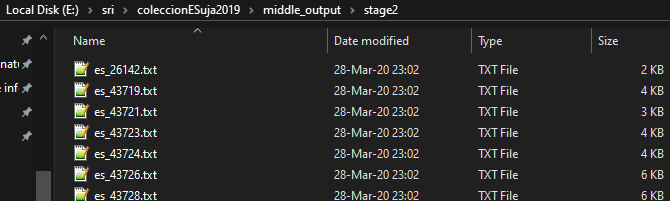 Local Disk (E:) > sri > coleccionESuja2019 > middle_output > stage2
Name Date modified Type Size
es_26142.txt 28-Mar-20 23:02 TXT File 2 KB
es_43719.txt 28-Mar-20 23:02 TXT File 4 KB
es_43721.txt 28-Mar-20 23:02 TXT File 3 KB
es_43723.txt 28-Mar-20 23:02 TXT File 4 KB
es_43724.txt 28-Mar-20 23:02 TXT File 4 KB
es_43726.txt 28-Mar-20 23:02 TXT File 6 KB
es_43728.txt 28-Mar-20 23:02 TXT File 6 KB